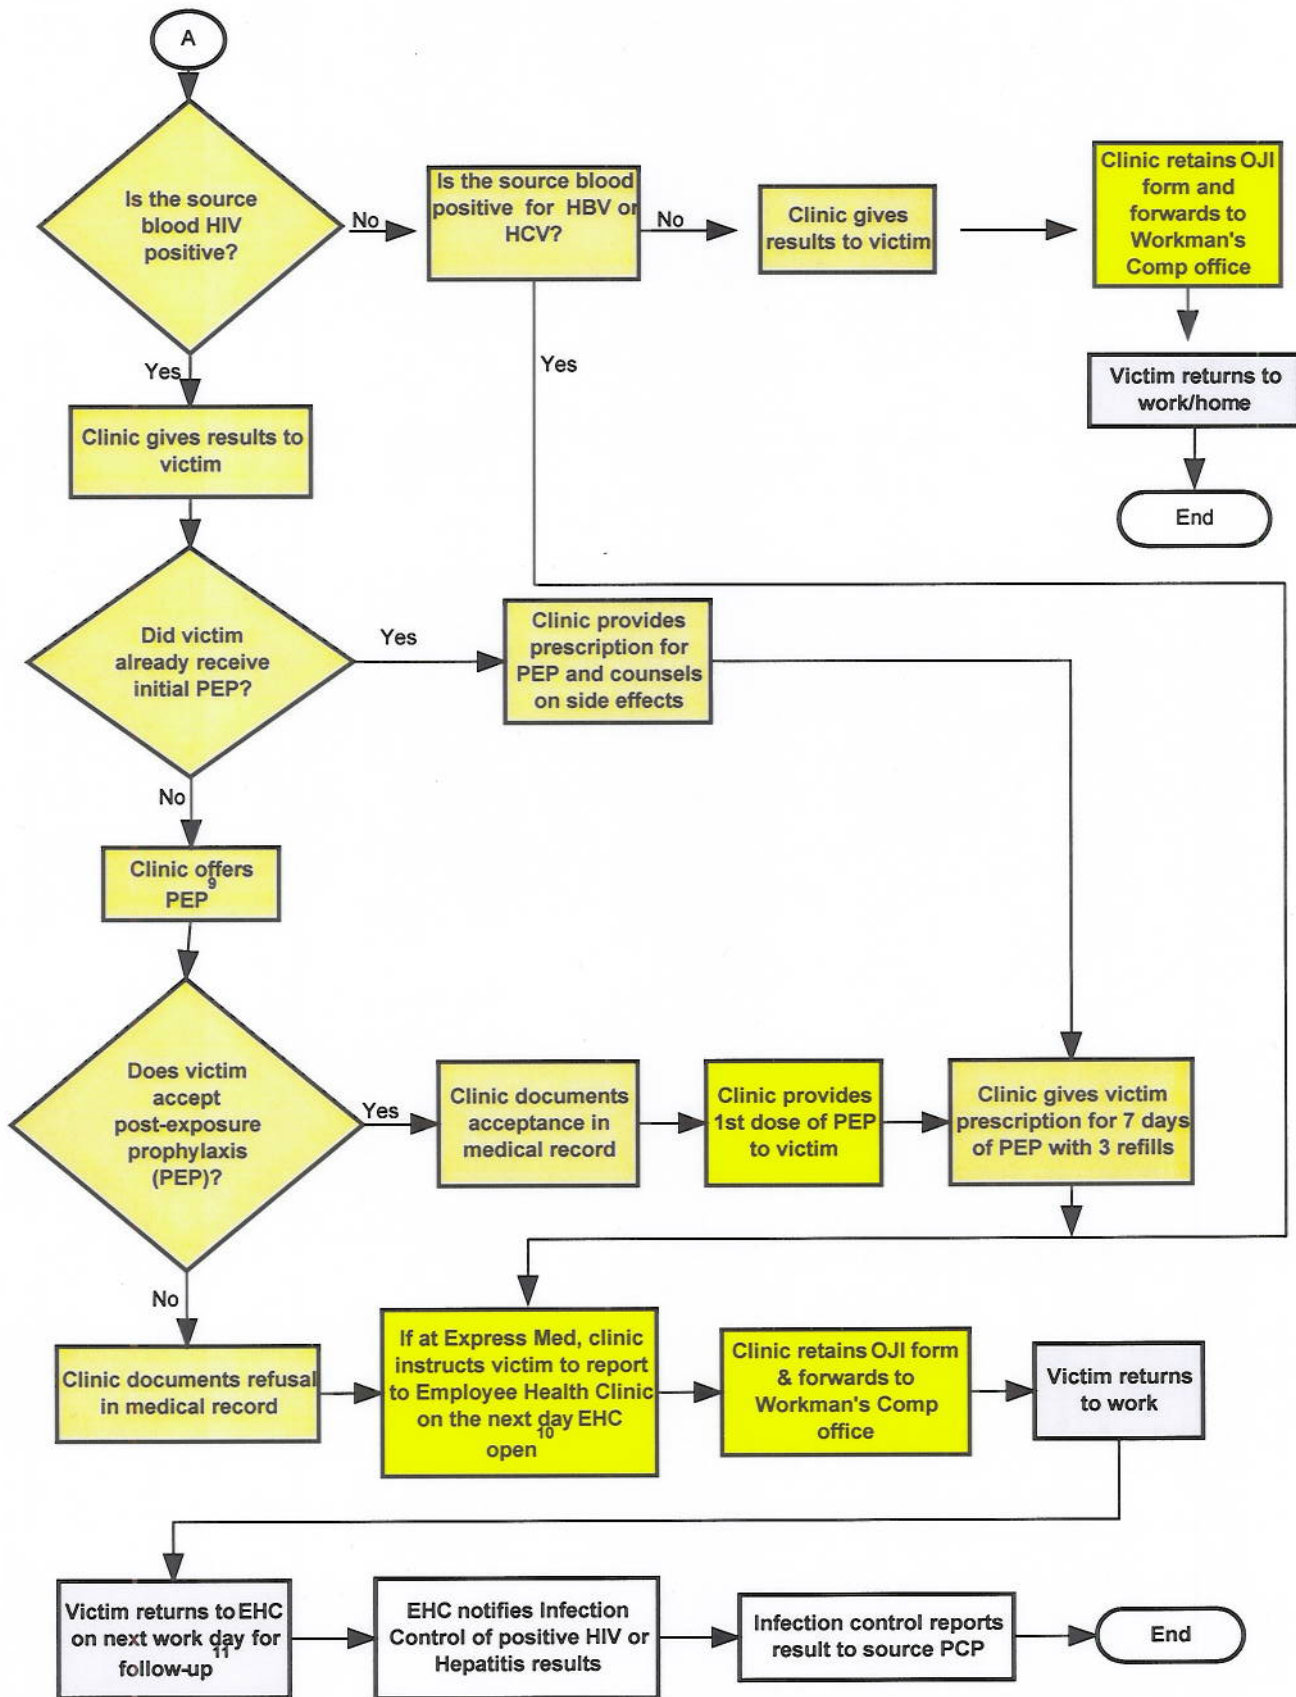 A
Is the source
blood HIV
positive?
No
Is the source blood
positive for HBV or
HCV?
No
Clinic gives
results to victim
Clinic retains OJI
form and
forwards to
Workman's
Comp office
Yes
Yes
Victim returns to
work/home
Clinic gives results to
victim
End
Did victim
already receive
initial PEP?
Yes
Clinic provides
prescription for
PEP and counsels
on side effects
No
Clinic offers
PEP9
Does victim
accept
post-exposure
prophylaxis
(PEP)?
Yes
Clinic documents
acceptance in
medical record
Clinic provides
1st dose of PEP
to victim
Clinic gives victim
prescription for 7 days
of PEP with 3 refills
No
Clinic documents refusal
in medical record
If at Express Med, clinic
instructs victim to report
to Employee Health Clinic
on the next day EHC
open10
Clinic retains OJI form
& forwards to
Workman's Comp
office
Victim returns
to work
Victim returns to EHC
on next work day for
follow-up11
EHC notifies Infection
Control of positive HIV or
Hepatitis results
Infection control reports
result to source PCP
End